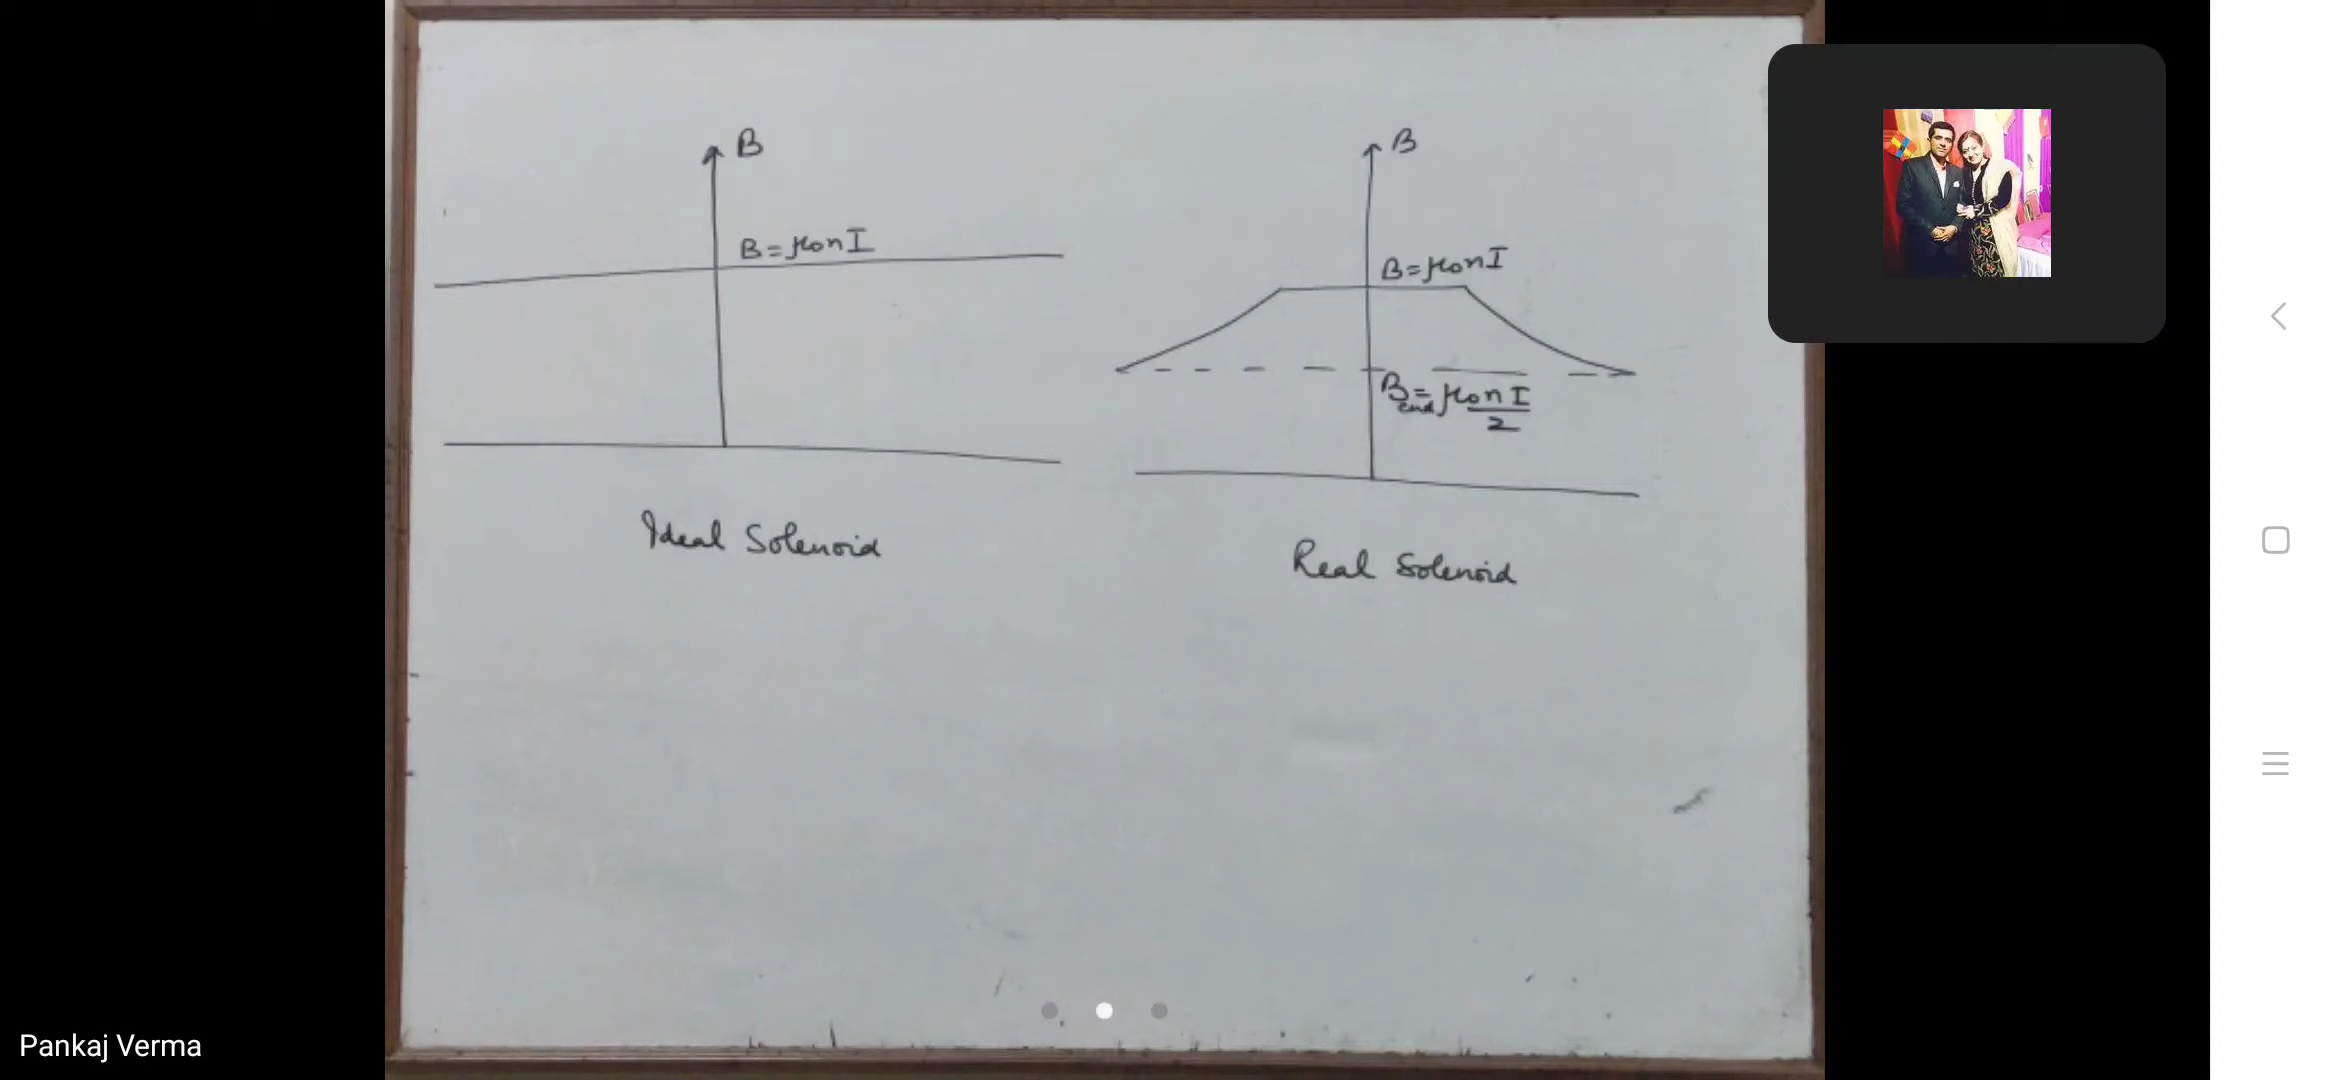 B
B = μ₀nI
Ideal Solenoid
B
B = μ₀nI
B_end = μ₀nI/2
Real Solenoid
Pankaj Verma